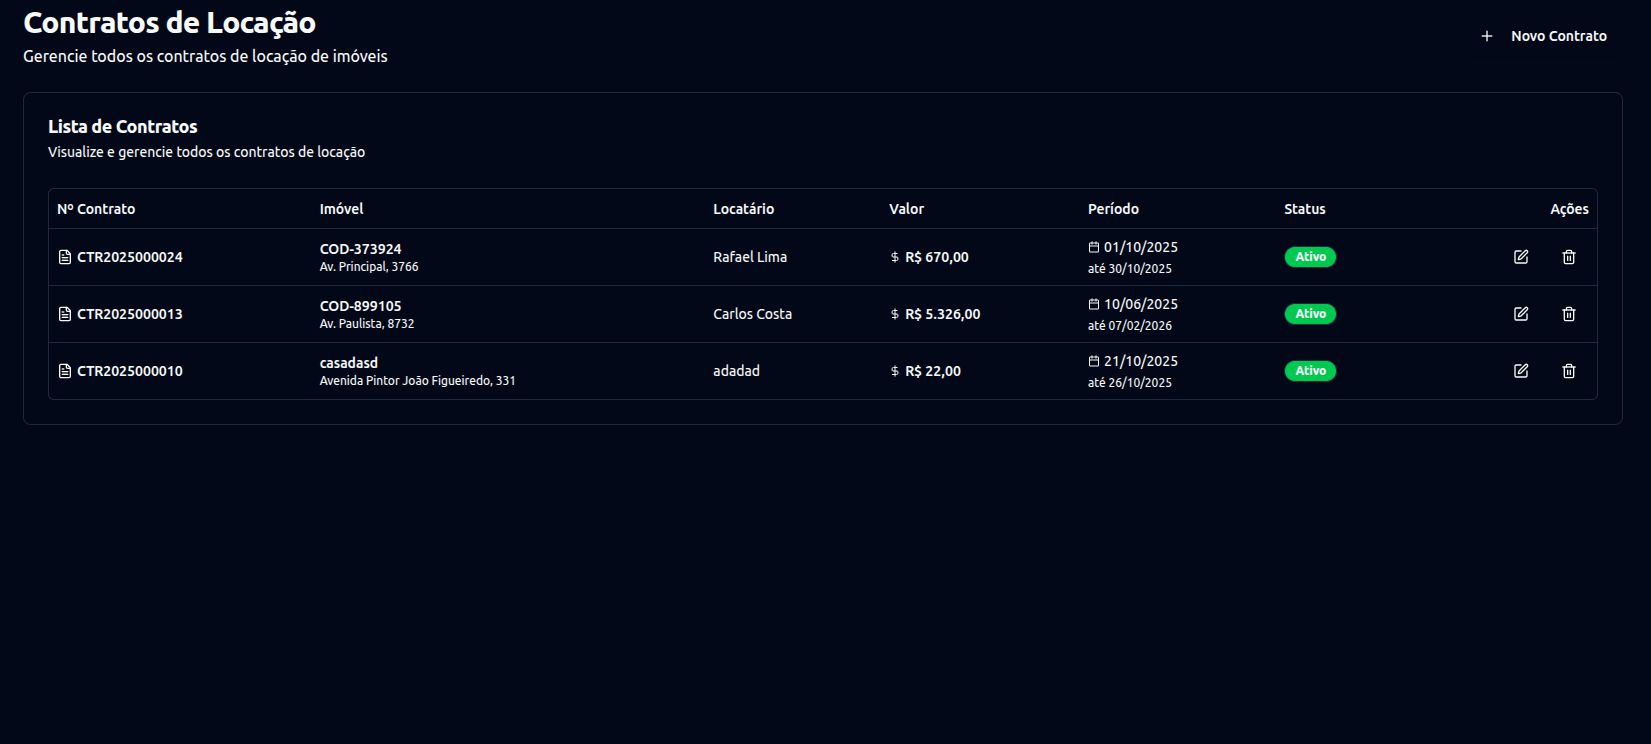 Contratos de Locação
Gerencie todos os contratos de locação de imóveis
Novo Contrato
Lista de Contratos
Visualize e gerencie todos os contratos de locação
Nº Contrato Imóvel Locatário Valor Período Status Ações
CTR2025000024 COD-373924 Rafael Lima $ R$ 670,00 01/10/2025 Ativo
Av. Principal, 3766 até 30/10/2025
CTR2025000013 COD-899105 Carlos Costa $ R$ 5.326,00 10/06/2025 Ativo
Av. Paulista, 8732 até 07/02/2026
CTR2025000010 casadasd adadad $ R$ 22,00 21/10/2025 Ativo
Avenida Pintor João Figueiredo, 331 até 26/10/2025